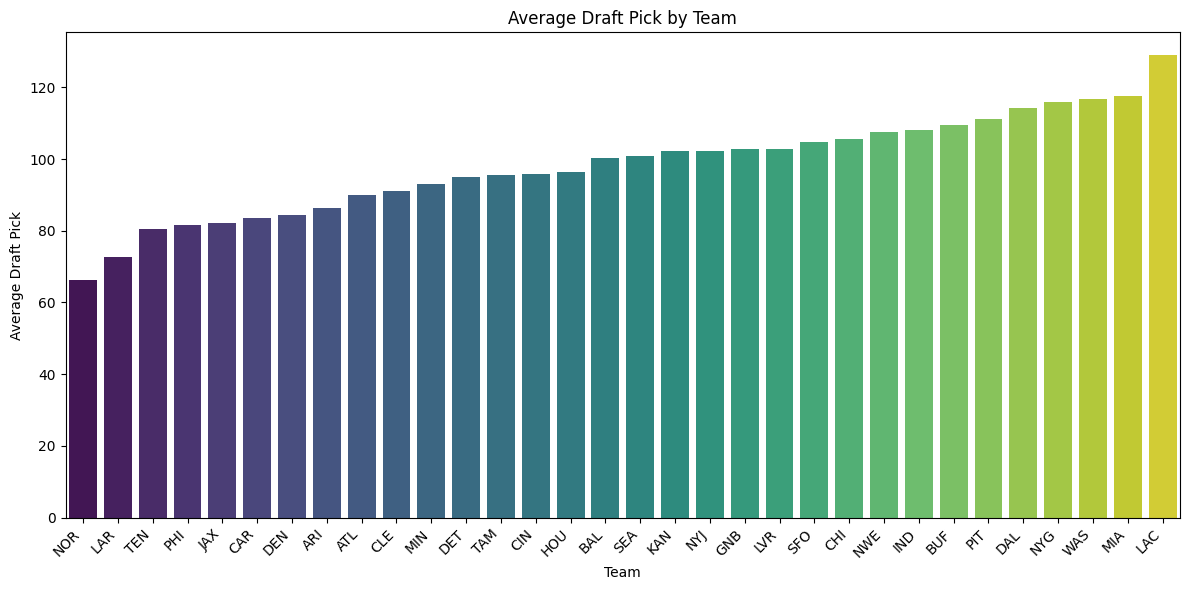 Average Draft Pick by Team
Average Draft Pick
120
100
80
60
40
20
0
NOR LAR TEN PHI JAX CAR DEN ARI ATL CLE MIN DET TAM CIN HOU BAL SEA KAN NYJ GNB LVR SFO CHI NWE IND BUF PIT DAL NYG WAS MIA LAC
Team